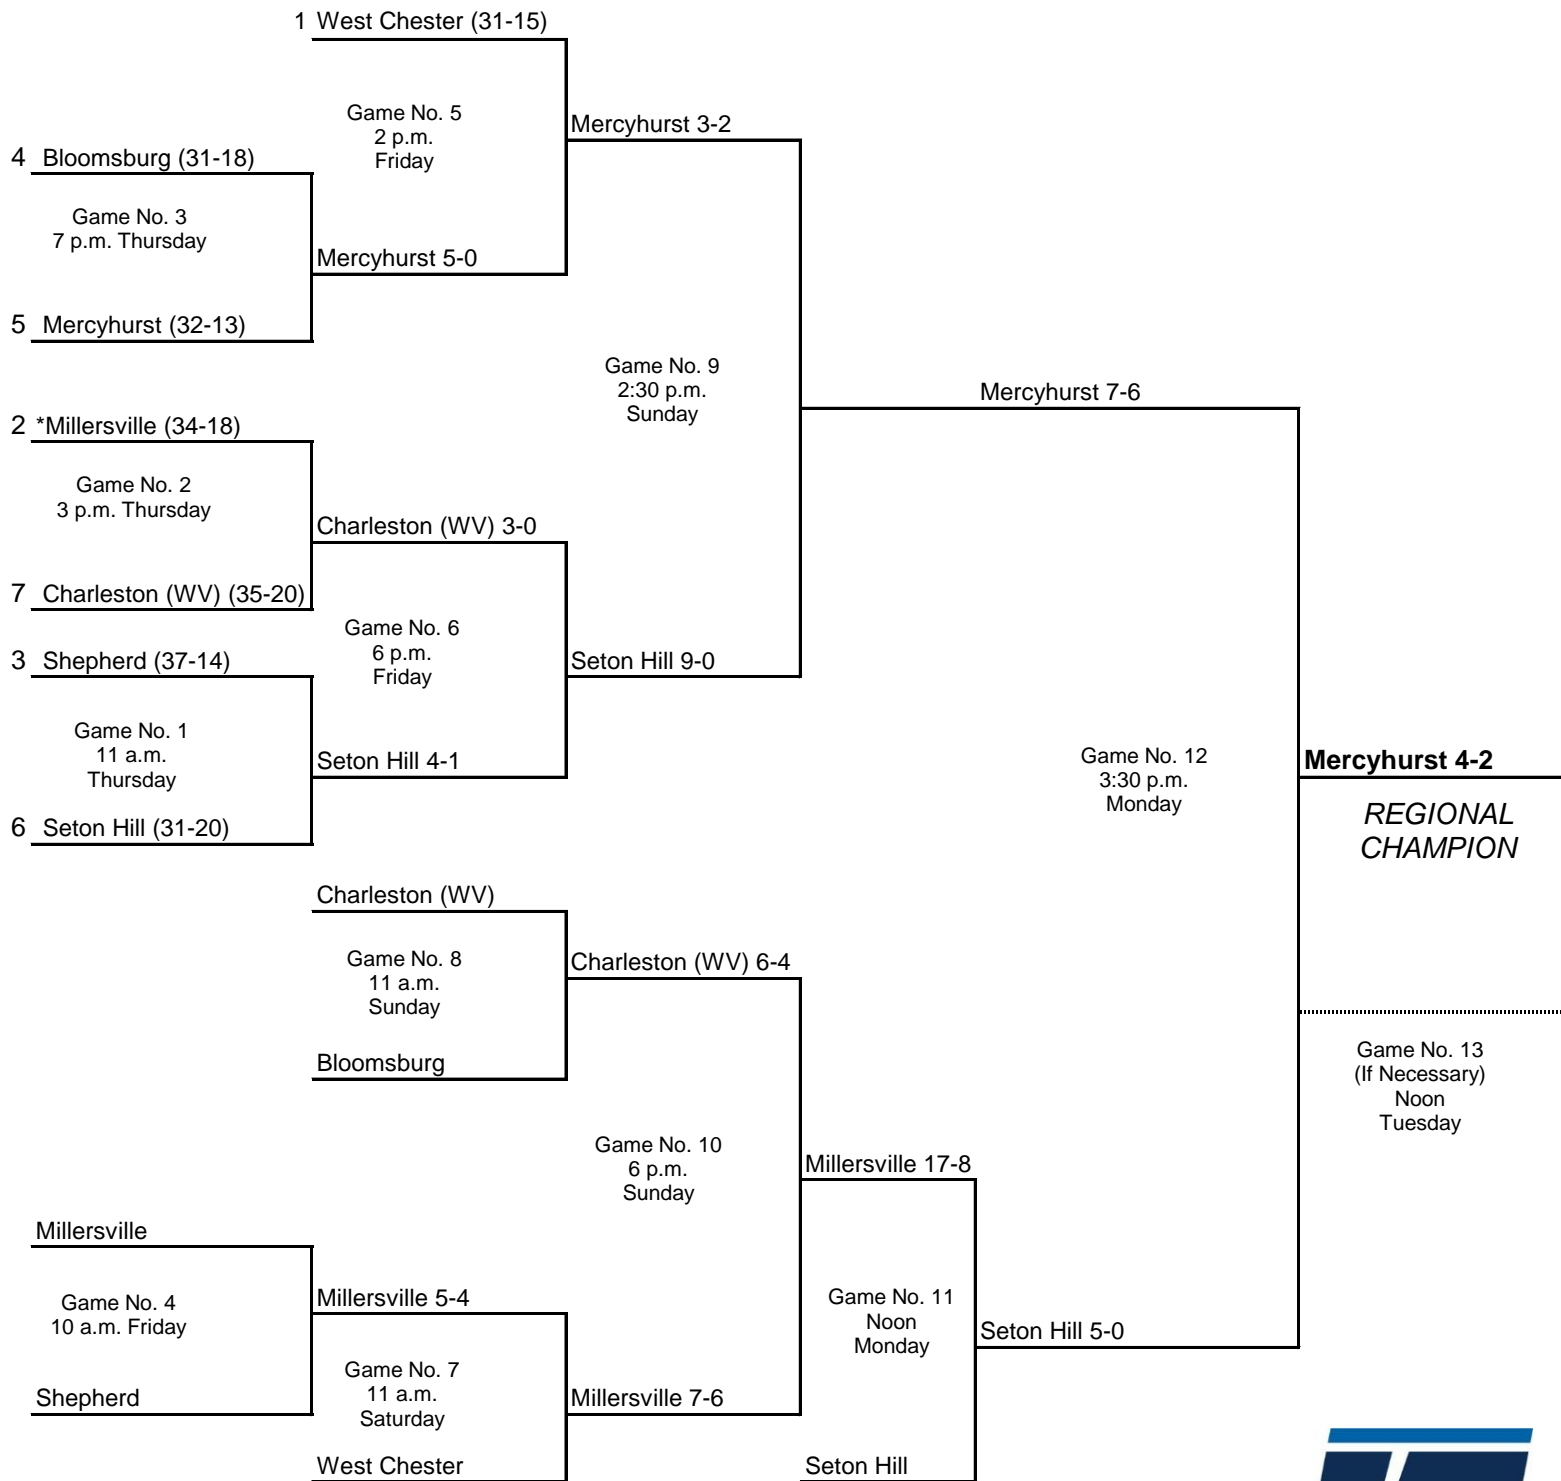 1 West Chester (31-15)
Game No. 5
2 p.m.
Friday
Mercyhurst 3-2
4 Bloomsburg (31-18)
Game No. 3
7 p.m. Thursday
Mercyhurst 5-0
5 Mercyhurst (32-13)
Game No. 9
2:30 p.m.
Sunday
Mercyhurst 7-6
2 *Millersville (34-18)
Game No. 2
3 p.m. Thursday
Charleston (WV) 3-0
7 Charleston (WV) (35-20)
Game No. 6
6 p.m.
Friday
3 Shepherd (37-14)
Seton Hill 9-0
Game No. 1
11 a.m.
Thursday
Seton Hill 4-1
Game No. 12
3:30 p.m.
Monday
Mercyhurst 4-2
REGIONAL
CHAMPION
6 Seton Hill (31-20)
Charleston (WV)
Game No. 8
11 a.m.
Sunday
Charleston (WV) 6-4
Bloomsburg
Game No. 13
(If Necessary)
Noon
Tuesday
Game No. 10
6 p.m.
Sunday
Millersville 17-8
Millersville
Game No. 4
10 a.m. Friday
Millersville 5-4
Game No. 11
Noon
Monday
Seton Hill 5-0
Shepherd
Game No. 7
11 a.m.
Saturday
Millersville 7-6
West Chester
Seton Hill